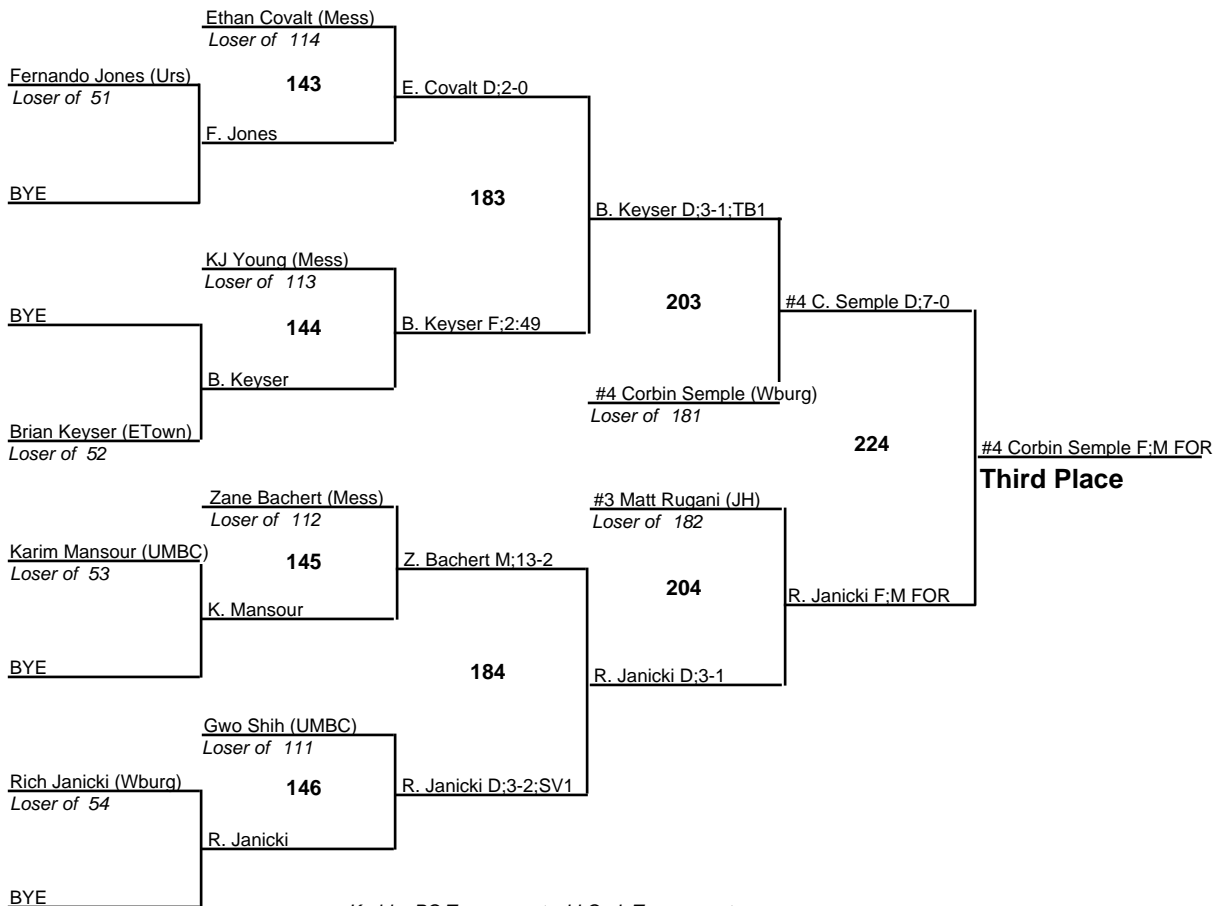 Ethan Covalt (Mess)
Loser of 114
Fernando Jones (Urs)
Loser of 51
143
E. Covalt D;2-0
F. Jones
BYE
183
B. Keyser D;3-1;TB1
KJ Young (Mess)
Loser of 113
BYE
144
B. Keyser F;2:49
203
#4 C. Semple D;7-0
B. Keyser
#4 Corbin Semple (Wburg)
Loser of 181
Brian Keyser (ETown)
Loser of 52
224
#4 Corbin Semple F;M FOR
Third Place
Zane Bachert (Mess)
Loser of 112
#3 Matt Rugani (JH)
Loser of 182
Karim Mansour (UMBC)
Loser of 53
145
Z. Bachert M;13-2
204
R. Janicki F;M FOR
K. Mansour
BYE
184
R. Janicki D;3-1
Gwo Shih (UMBC)
Loser of 111
Rich Janicki (Wburg)
Loser of 54
146
R. Janicki D;3-2;SV1
R. Janicki
BYE